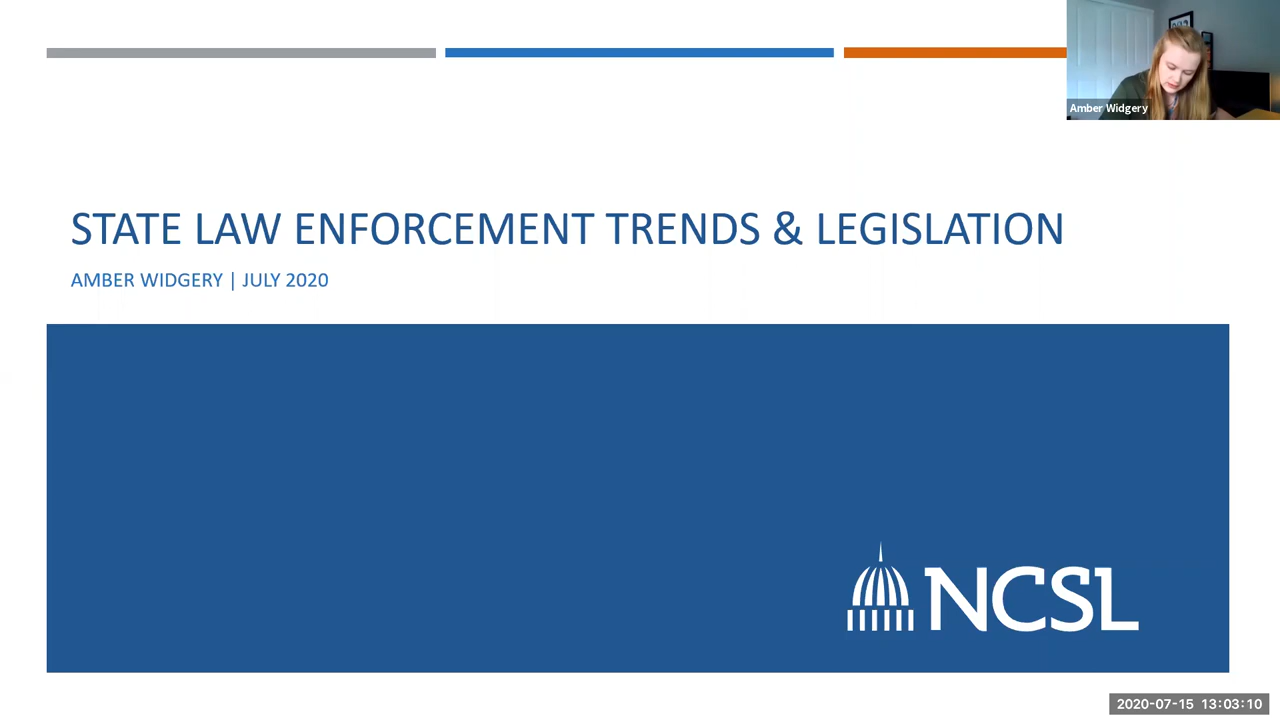 Amber Widgery
STATE LAW ENFORCEMENT TRENDS & LEGISLATION
AMBER WIDGERY | JULY 2020
NCSL
2020-07-15 13:03:10